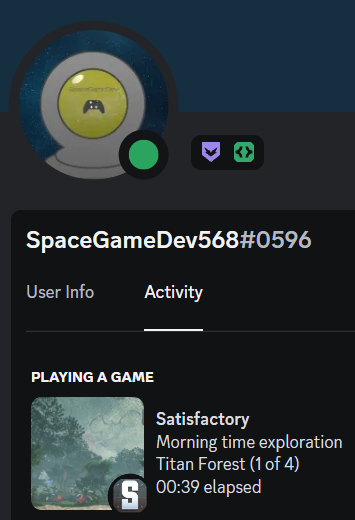 SpaceGameDev
SpaceGameDev568#0596
User Info
Activity
PLAYING A GAME
Satisfactory
Morning time exploration
Titan Forest (1 of 4)
00:39 elapsed
S